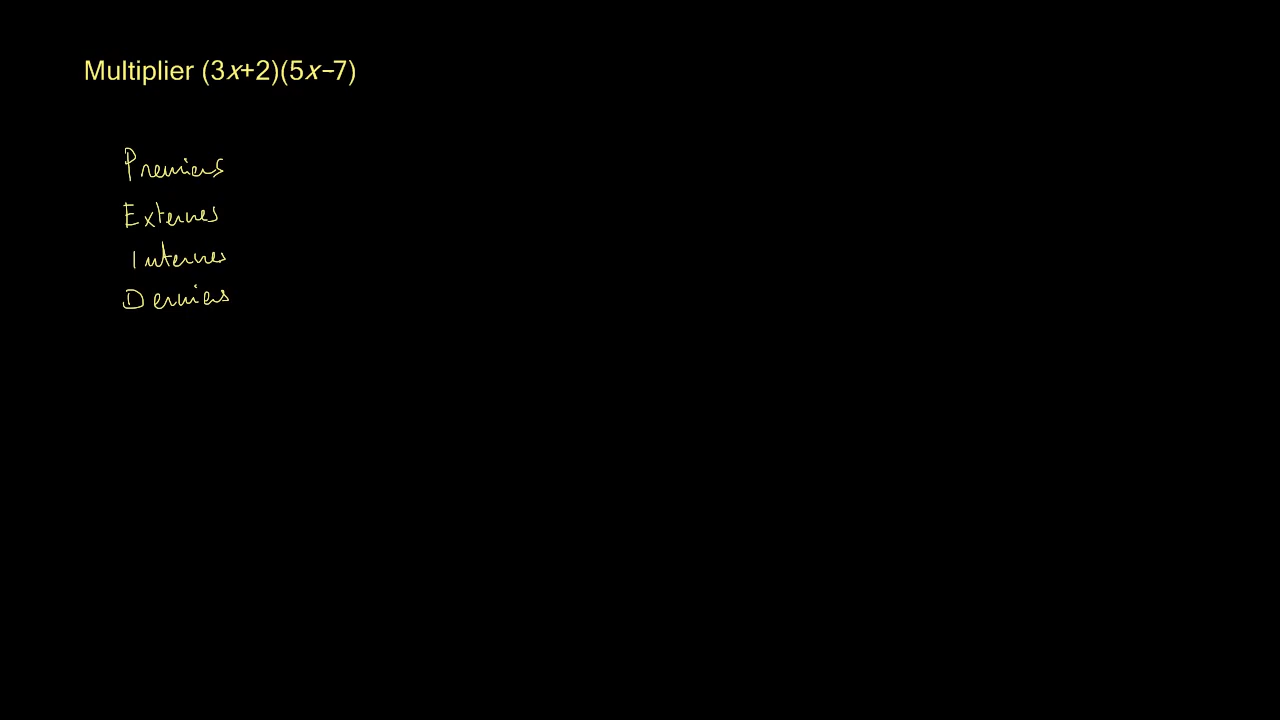 Multiplier (3x+2)(5x−7)
Premiers
Externes
Internes
Derniers